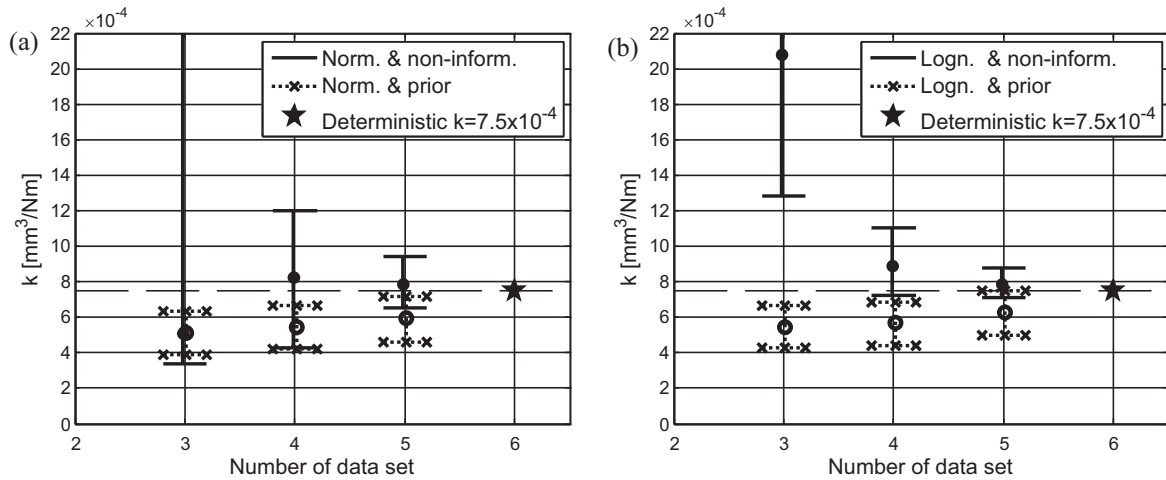 (a)
×10⁻⁴
22
20
18
16
14
12
10
8
6
4
2
0
k [mm³/Nm]
2 3 4 5 6
Number of data set
Norm. & non-inform.
Norm. & prior
Deterministic k=7.5x10⁻⁴
(b)
×10⁻⁴
22
20
18
16
14
12
10
8
6
4
2
0
k [mm³/Nm]
2 3 4 5 6
Number of data set
Logn. & non-inform.
Logn. & prior
Deterministic k=7.5x10⁻⁴